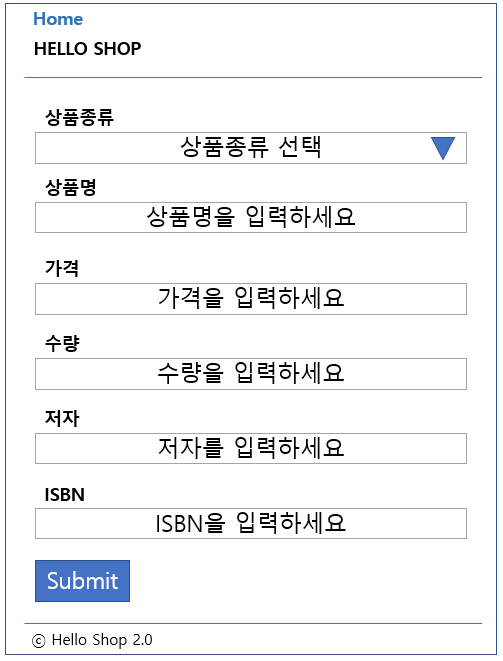 Home
HELLO SHOP
상품종류
상품종류 선택
상품명
상품명을 입력하세요
가격
가격을 입력하세요
수량
수량을 입력하세요
저자
저자를 입력하세요
ISBN
ISBN을 입력하세요
Submit
ⓒ Hello Shop 2.0